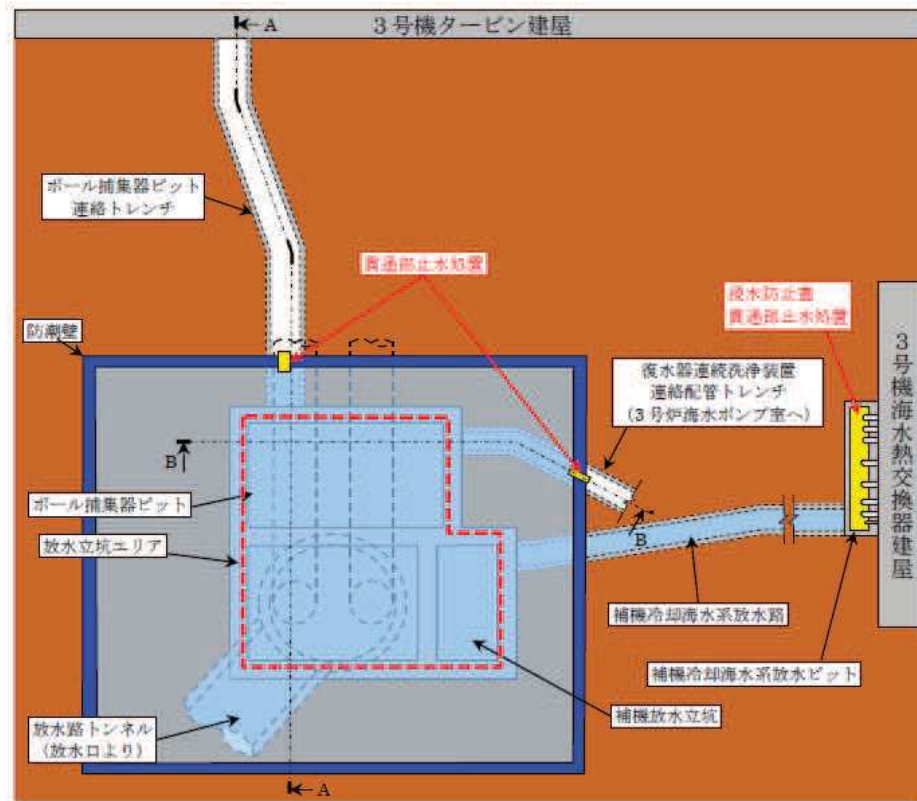 A
3号機タービン建屋
ボール捕集器ピット
連絡トレンチ
貫通部止水処置
浸水防止蓋
貫通部止水処置
防潮壁
復水器連続洗浄装置
連絡配管トレンチ
(3号炉海水ポンプ室へ)
3号機海水熱交換器建屋
B
ボール捕集器ピット
放水立坑エリア
B
補機冷却海水系放水路
補機冷却海水系放水ピット
補機放水立坑
放水路トンネル
(放水口より)
A